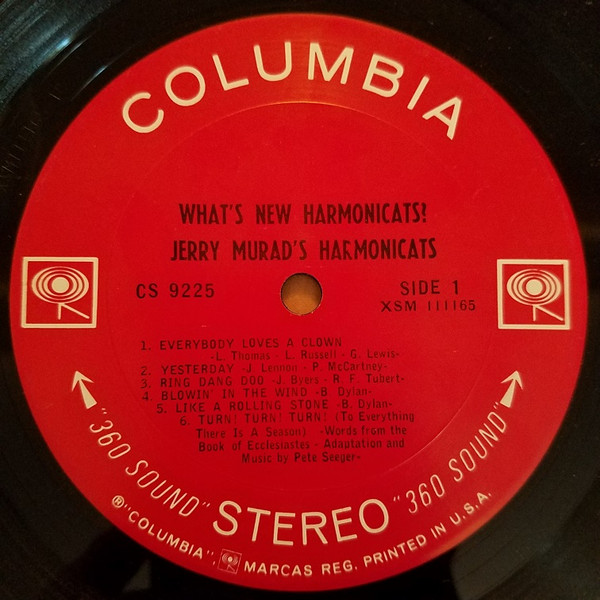 COLUMBIA
WHAT'S NEW HARMONICATS!
JERRY MURAD'S HARMONICATS
CS 9225
SIDE 1
XSM 111165
1. EVERYBODY LOVES A CLOWN
-L. Thomas - L. Russell - G. Lewis-
2. YESTERDAY -J. Lennon - P. McCartney-
3. RING DANG DOO -J. Byers - R. F. Tubert-
4. BLOWIN' IN THE WIND -B. Dylan-
5. LIKE A ROLLING STONE -B. Dylan-
6. TURN! TURN! TURN! (To Everything
There Is A Season) -Words from the
Book of Ecclesiastes - Adaptation and
Music by Pete Seeger-
"360 SOUND" STEREO "360 SOUND"
® "COLUMBIA", MARCAS REG. PRINTED IN U.S.A.